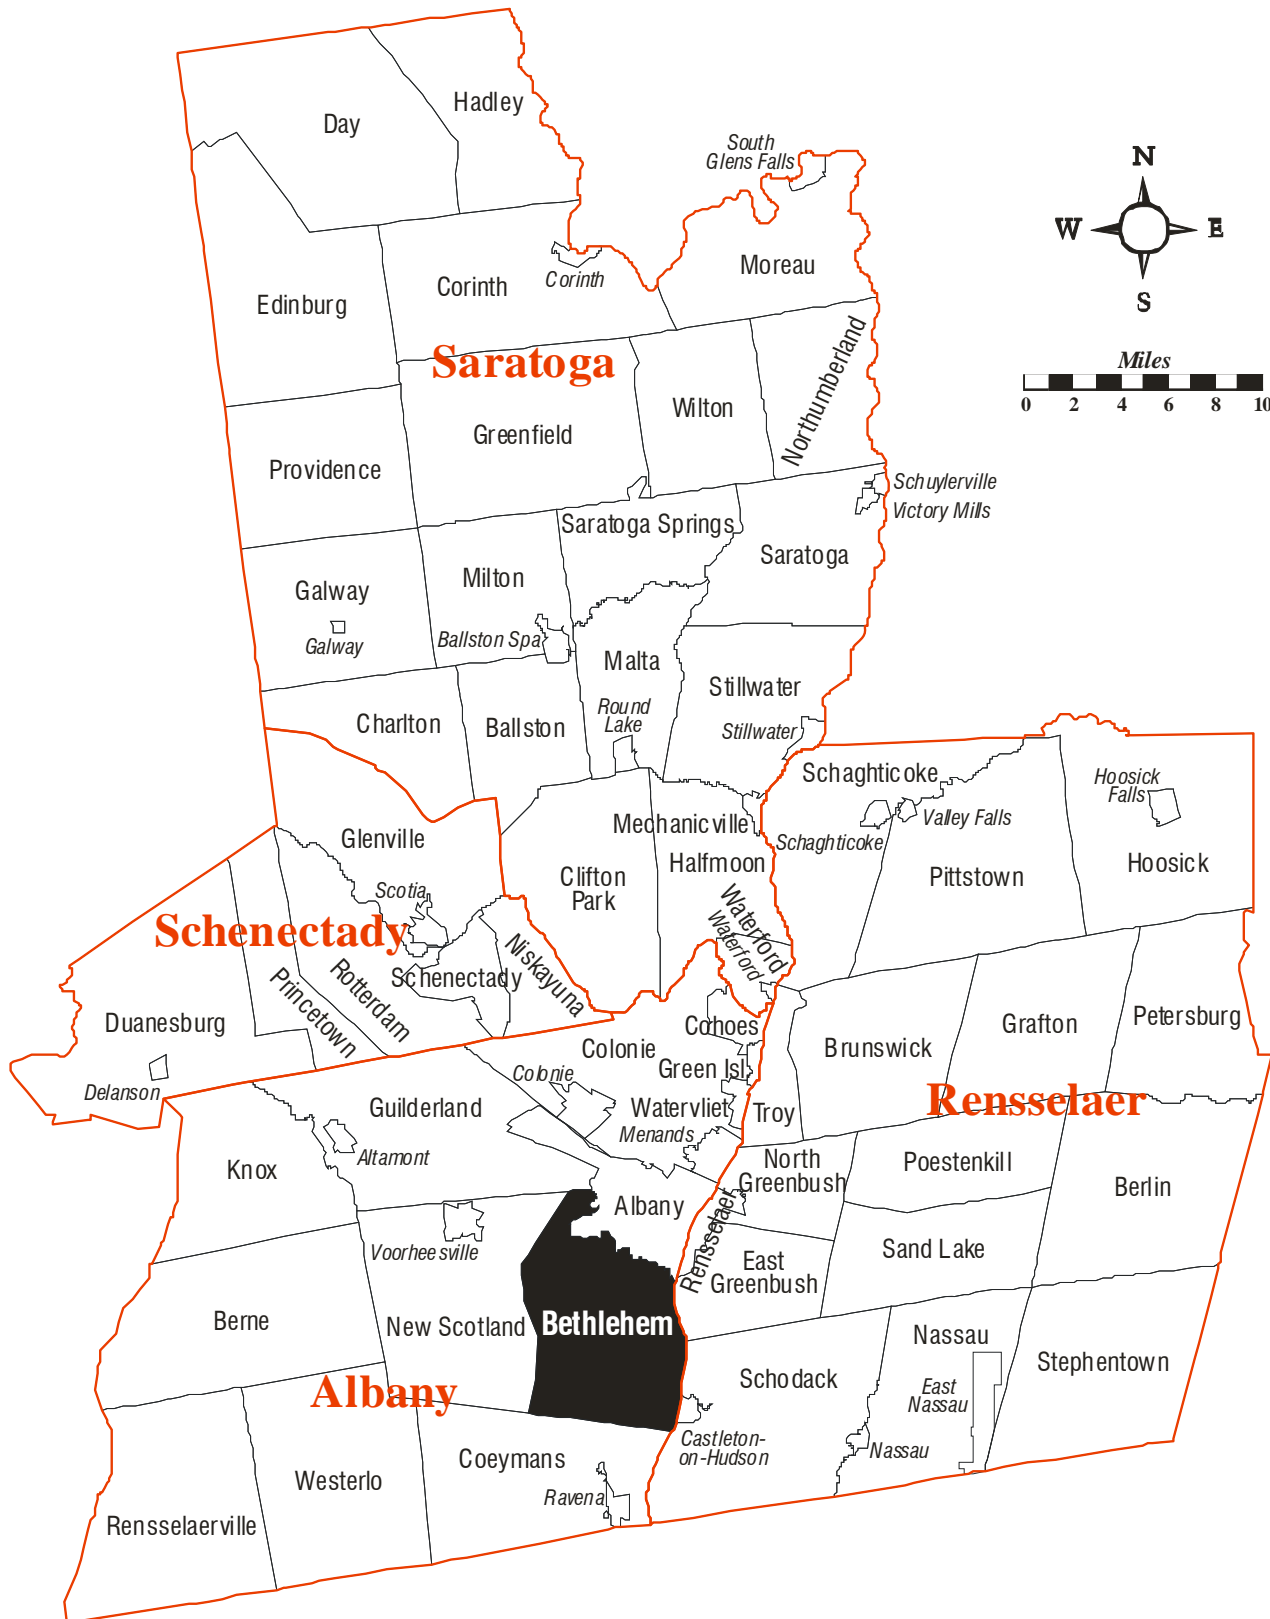 Hadley
Day
South
Glens Falls
N
W
E
S
Moreau
Corinth
Corinth
Edinburg
Saratoga
Miles
0 2 4 6 8 10
Northumberland
Wilton
Greenfield
Providence
Schuylerville
Victory Mills
Saratoga Springs
Saratoga
Milton
Galway
Galway
Ballston Spa
Malta
Stillwater
Round
Lake
Charlton
Ballston
Stillwater
Schaghticoke
Hoosick
Falls
Mechanicville
Valley Falls
Glenville
Schaghticoke
Halfmoon
Hoosick
Clifton
Park
Pittstown
Scotia
Waterford
Waterford
Schenectady
Niskayuna
Schenectady
Rotterdam
Princetown
Duanesburg
Cohoes
Grafton
Petersburg
Colonie
Brunswick
Green Isl.
Colonie
Delanson
Rensselaer
Guilderland
Watervliet
Troy
Menands
Altamont
North
Greenbush
Poestenkill
Knox
Berlin
Albany
Rensselaer
Voorheesville
Sand Lake
East
Greenbush
Berne
New Scotland
Bethlehem
Nassau
Stephentown
Schodack
Albany
East
Nassau
Castleton-
on-Hudson
Nassau
Coeymans
Westerlo
Ravena
Rensselaerville